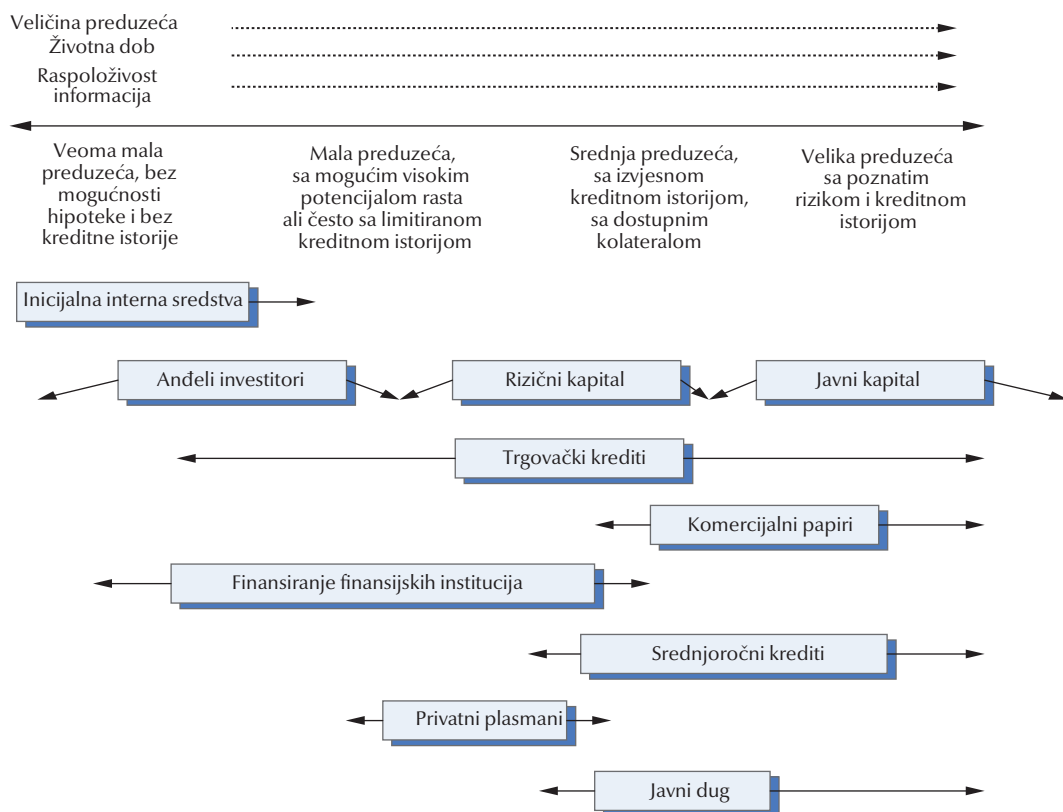 Veličina preduzeća
Životna dob
Raspoloživost
informacija
Veoma mala
preduzeća, bez
mogućnosti
hipoteke i bez
kreditne istorije
Mala preduzeća,
sa mogućim visokim
potencijalom rasta
ali često sa limitiranom
kreditnom istorijom
Srednja preduzeća,
sa izvjesnom
kreditnom istorijom,
sa dostupnim
kolateralom
Velika preduzeća
sa poznatim
rizikom i kreditnom
istorijom
Inicijalna interna sredstva
Anđeli investitori
Rizični kapital
Javni kapital
Trgovački krediti
Komercijalni papiri
Finansiranje finansijskih institucija
Srednjoročni krediti
Privatni plasmani
Javni dug